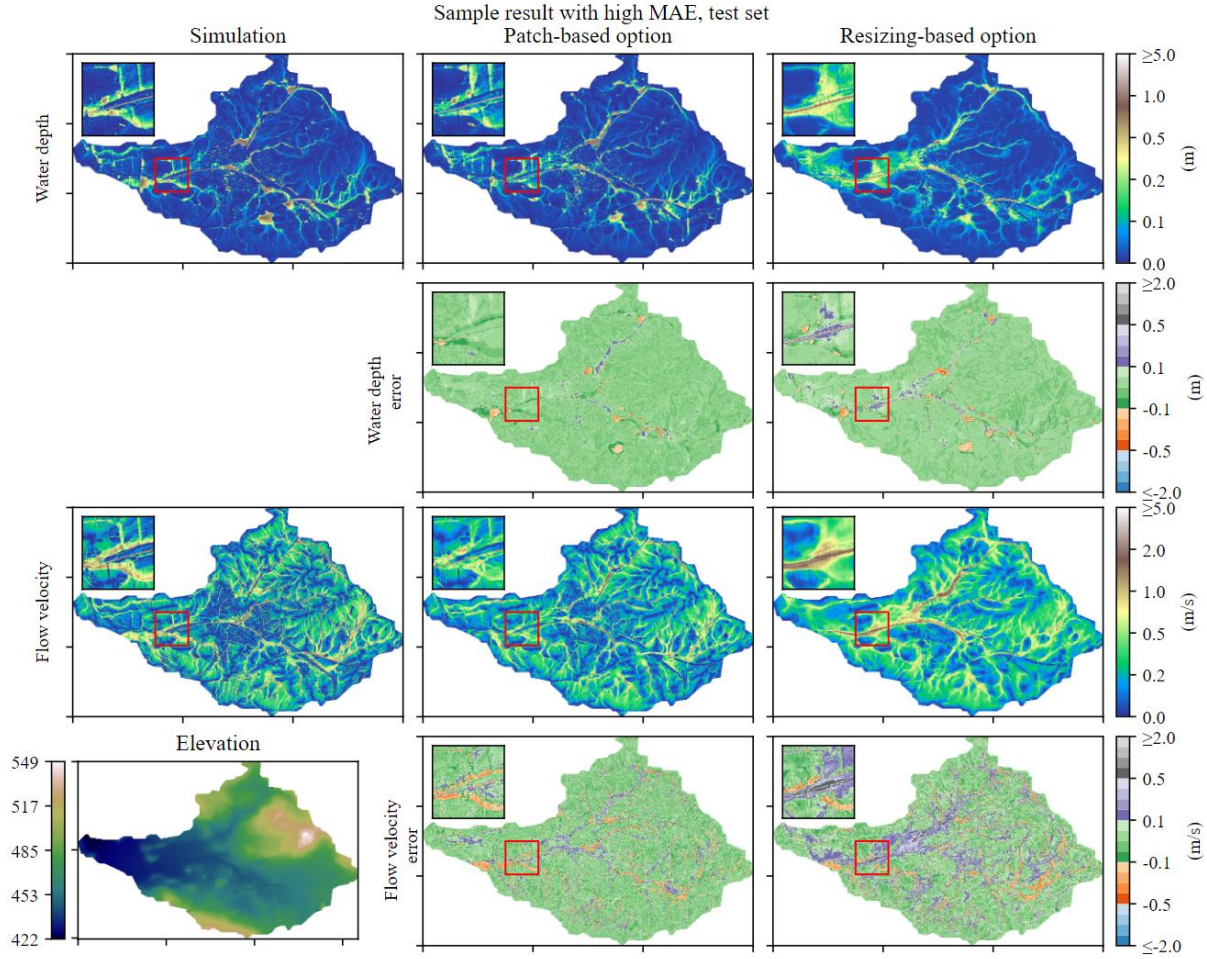 Sample result with high MAE, test set
Simulation
Patch-based option
Resizing-based option
Water depth
≥5.0
1.0
0.5
0.2
0.1
0.0
(m)
Water depth
error
≥2.0
0.5
0.1
-0.1
-0.5
≤-2.0
(m)
Flow velocity
≥5.0
2.0
1.0
0.5
0.2
0.0
(m/s)
Elevation
549
517
485
453
422
Flow velocity
error
≥2.0
0.5
0.1
-0.1
-0.5
≤-2.0
(m/s)